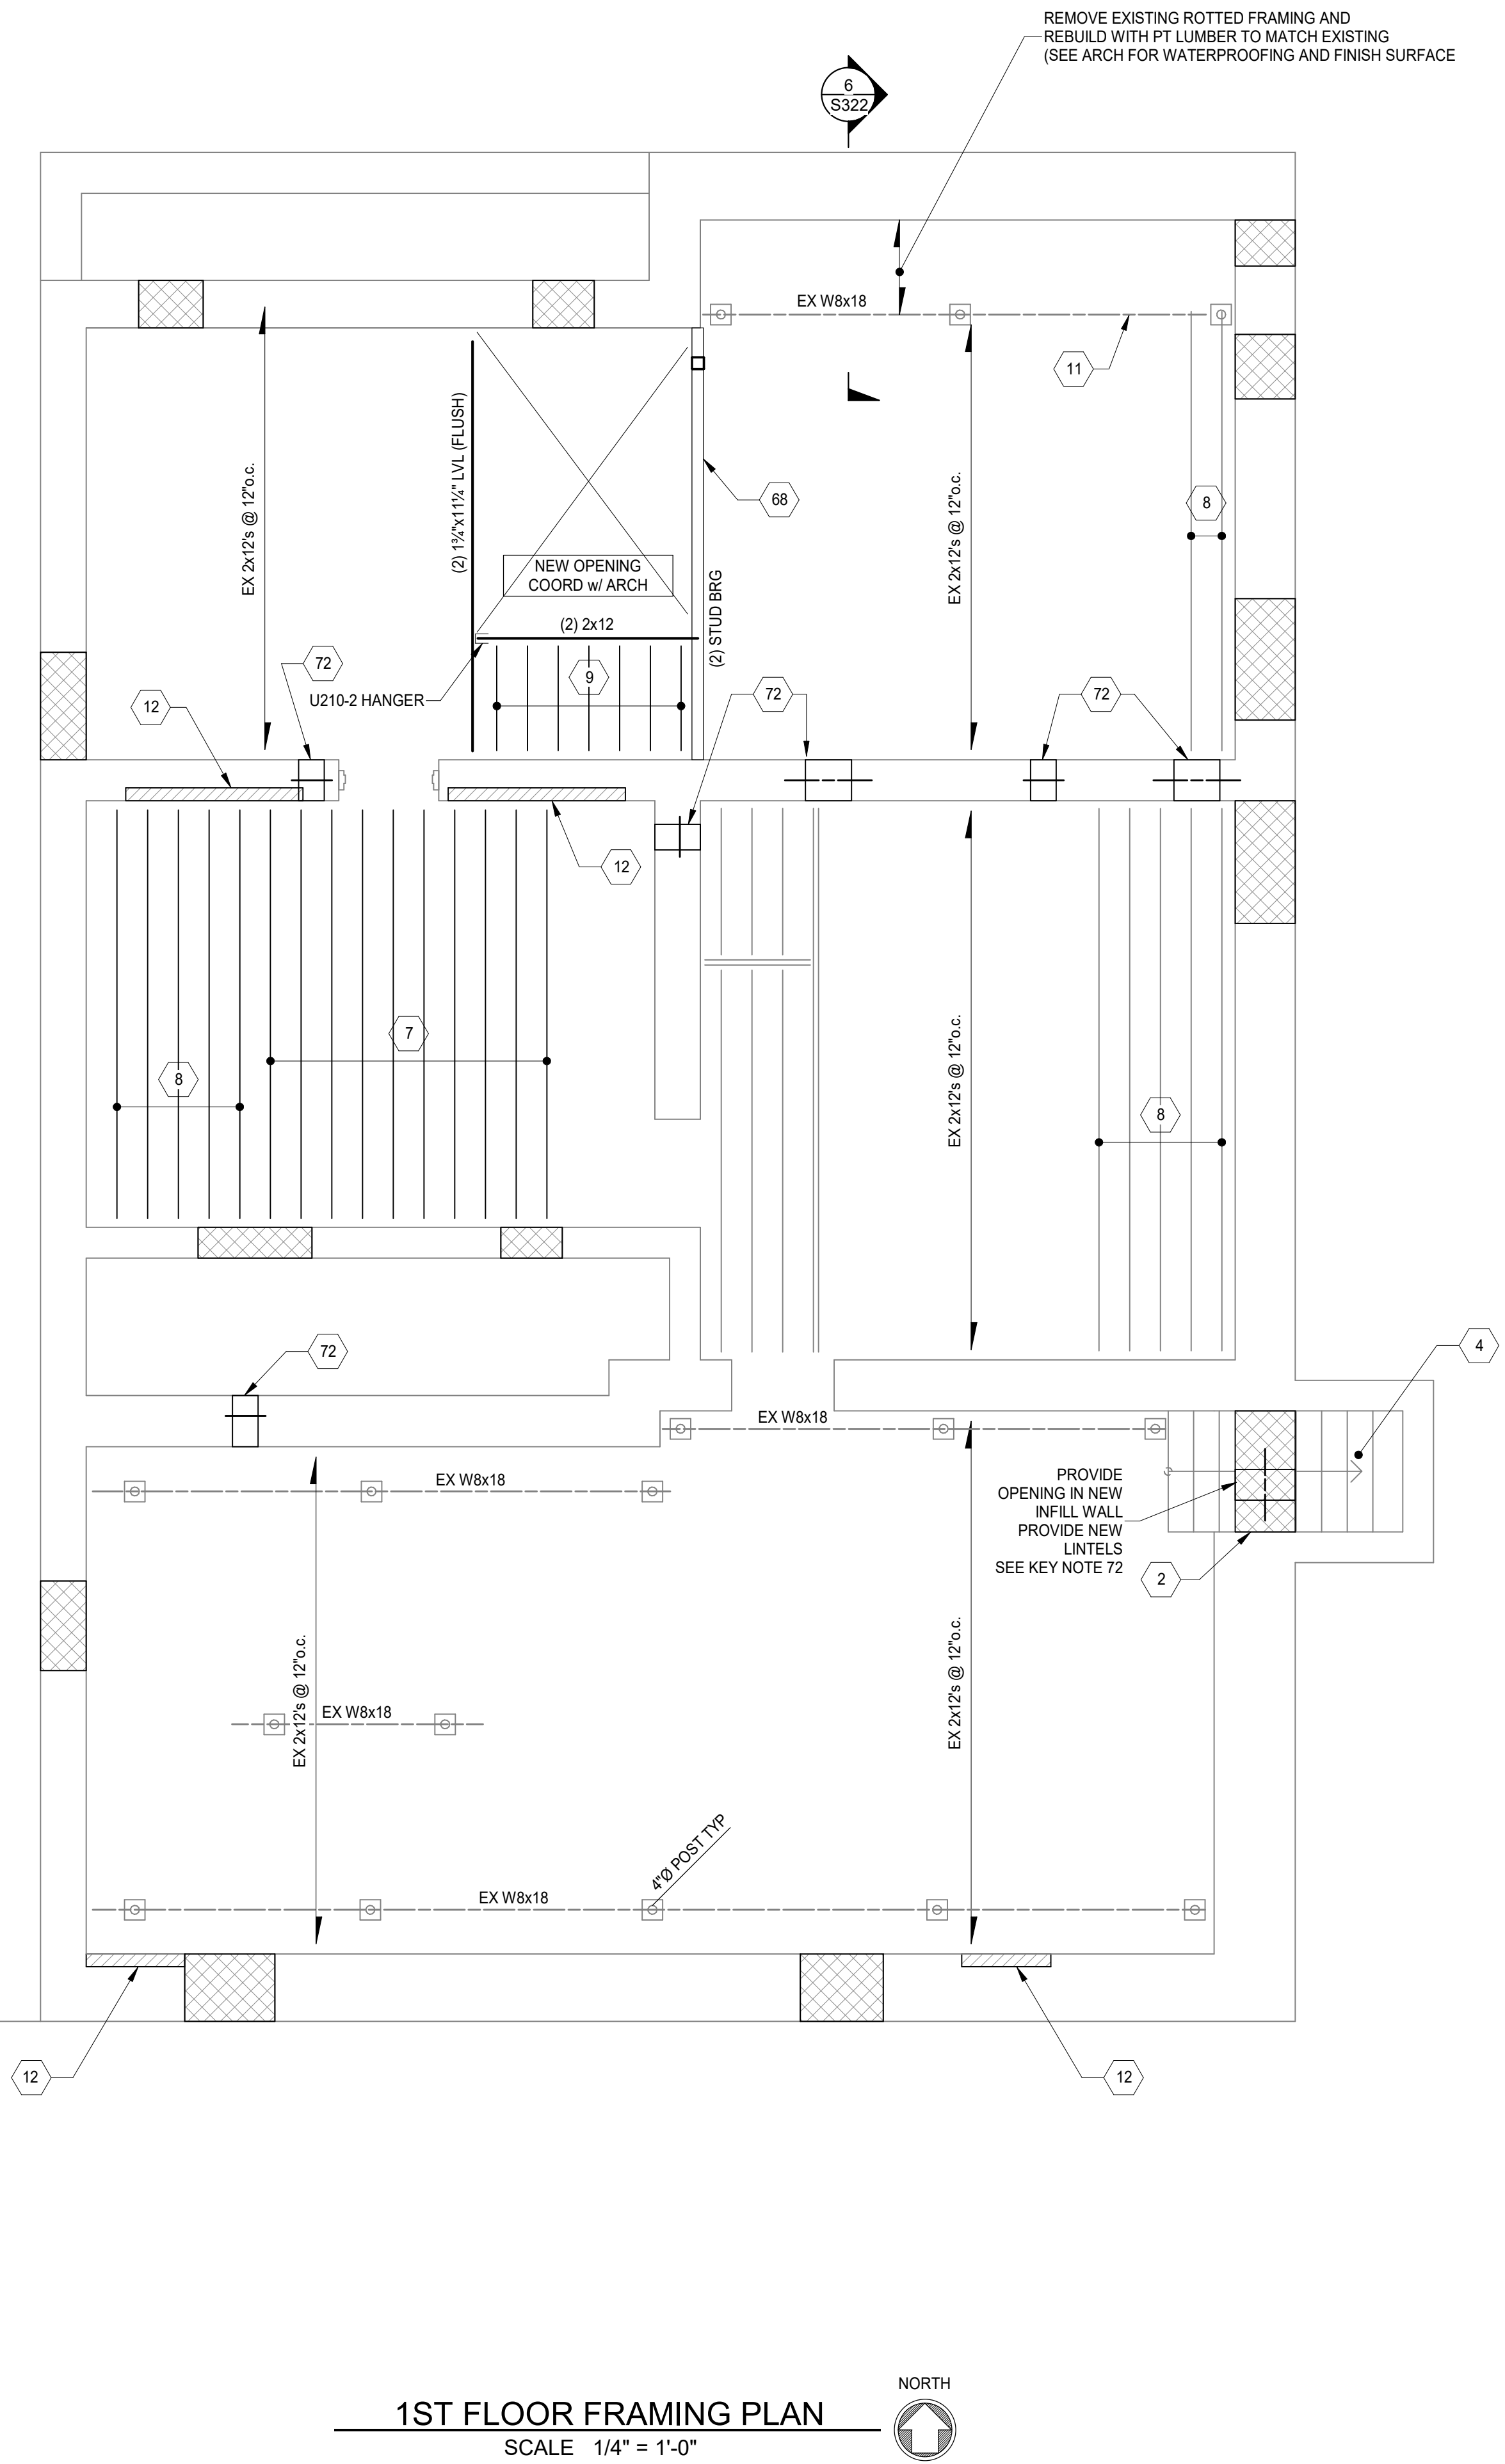 REMOVE EXISTING ROTTED FRAMING AND
REBUILD WITH PT LUMBER TO MATCH EXISTING
(SEE ARCH FOR WATERPROOFING AND FINISH SURFACE
6
S322
EX W8x18
11
EX 2x12's @ 12"o.c.
(2) 1¾"x11¼" LVL (FLUSH)
68
EX 2x12's @ 12"o.c.
8
NEW OPENING
COORD w/ ARCH
(2) STUD BRG
(2) 2x12
72
9
U210-2 HANGER
12
72
72
12
7
8
EX 2x12's @ 12"o.c.
8
72
4
EX W8x18
EX W8x18
PROVIDE
OPENING IN NEW
INFILL WALL
PROVIDE NEW
LINTELS
SEE KEY NOTE 72
2
EX 2x12's @ 12"o.c.
EX W8x18
EX 2x12's @ 12"o.c.
4"Ø POST TYP
EX W8x18
12
12
NORTH
1ST FLOOR FRAMING PLAN
SCALE 1/4" = 1'-0"